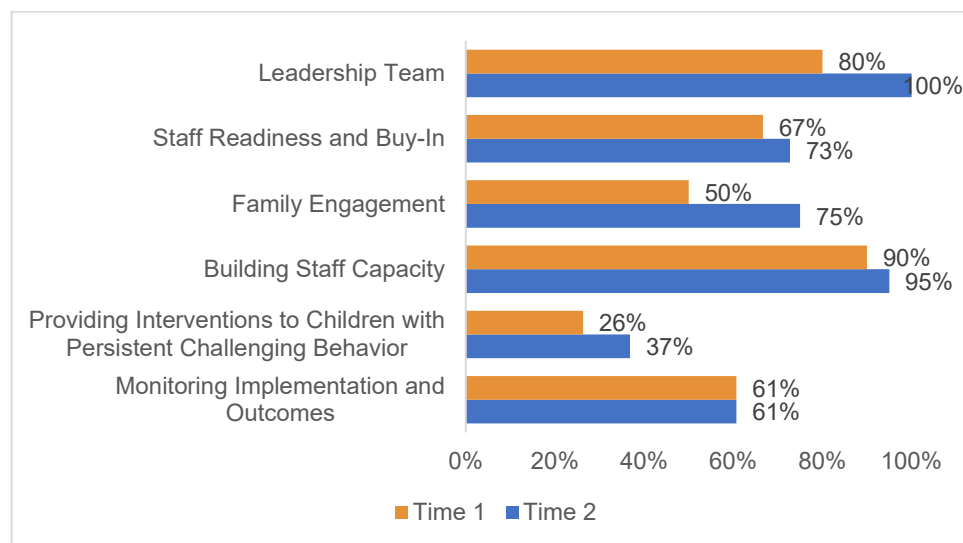 Leadership Team
80%
100%
Staff Readiness and Buy-In
67%
73%
Family Engagement
50%
75%
Building Staff Capacity
90%
95%
Providing Interventions to Children with
Persistent Challenging Behavior
26%
37%
Monitoring Implementation and
Outcomes
61%
61%
0% 20% 40% 60% 80% 100%
Time 1 Time 2